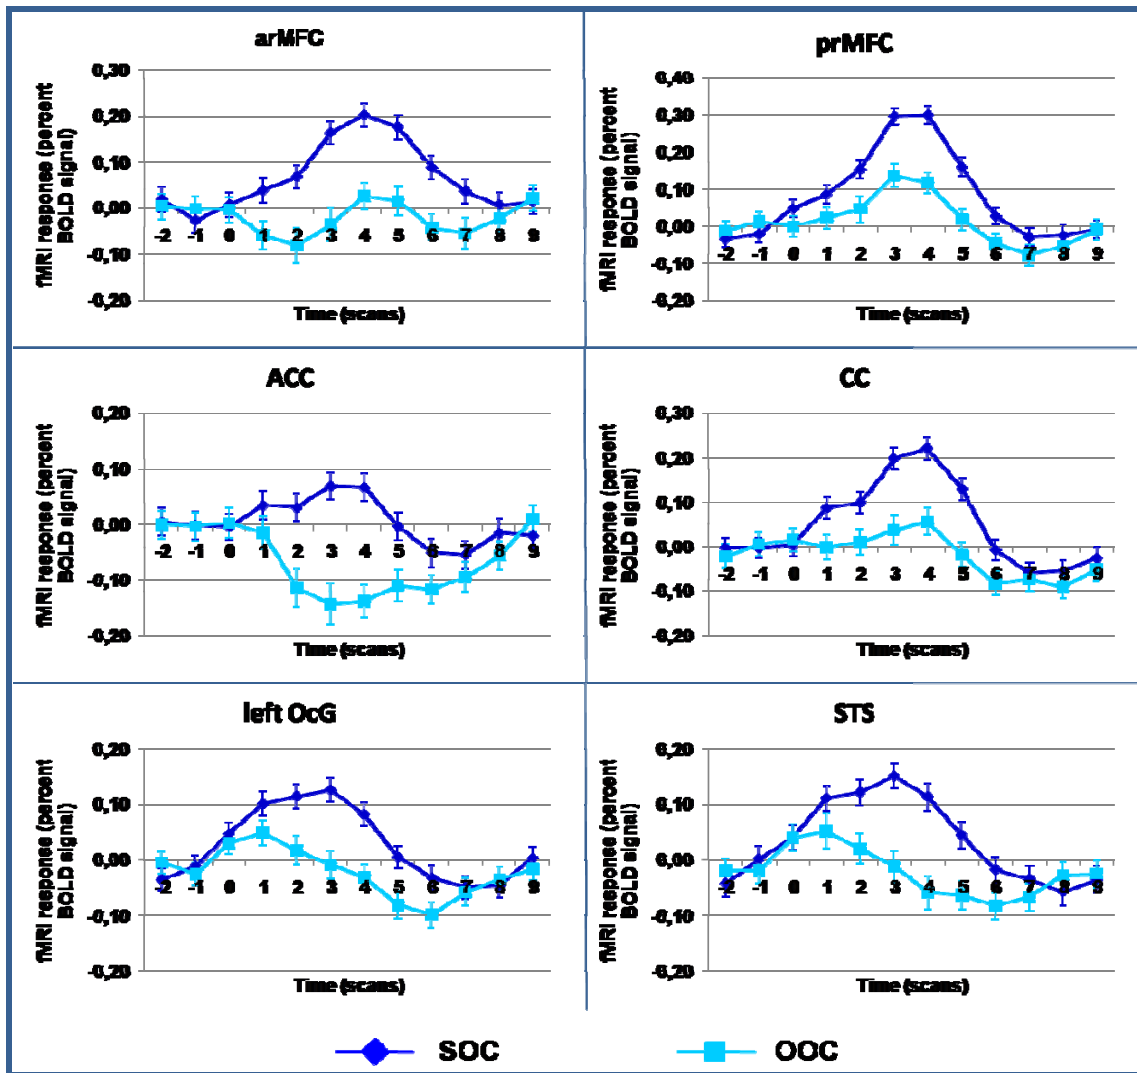 arMFC
fMRI response (percent
BOLD signal)
0,30
0,20
0,10
0,00
-0,10
-0,20
-2 -1 0 1 2 3 4 5 6 7 8 9
Time (scans)
prMFC
fMRI response (percent
BOLD signal)
0,40
0,30
0,20
0,10
0,00
-0,10
-0,20
-2 -1 0 1 2 3 4 5 6 7 8 9
Time (scans)
ACC
fMRI response (percent
BOLD signal)
0,20
0,10
0,00
-0,10
-0,20
-2 -1 0 1 2 3 4 5 6 7 8 9
Time (scans)
CC
fMRI response (percent
BOLD signal)
0,30
0,20
0,10
0,00
-0,10
-0,20
-2 -1 0 1 2 3 4 5 6 7 8 9
Time (scans)
left OcG
fMRI response (percent
BOLD signal)
0,20
0,10
0,00
-0,10
-0,20
-2 -1 0 1 2 3 4 5 6 7 8 9
Time (scans)
STS
fMRI response (percent
BOLD signal)
0,20
0,10
0,00
-0,10
-0,20
-2 -1 0 1 2 3 4 5 6 7 8 9
Time (scans)
SOC OOC